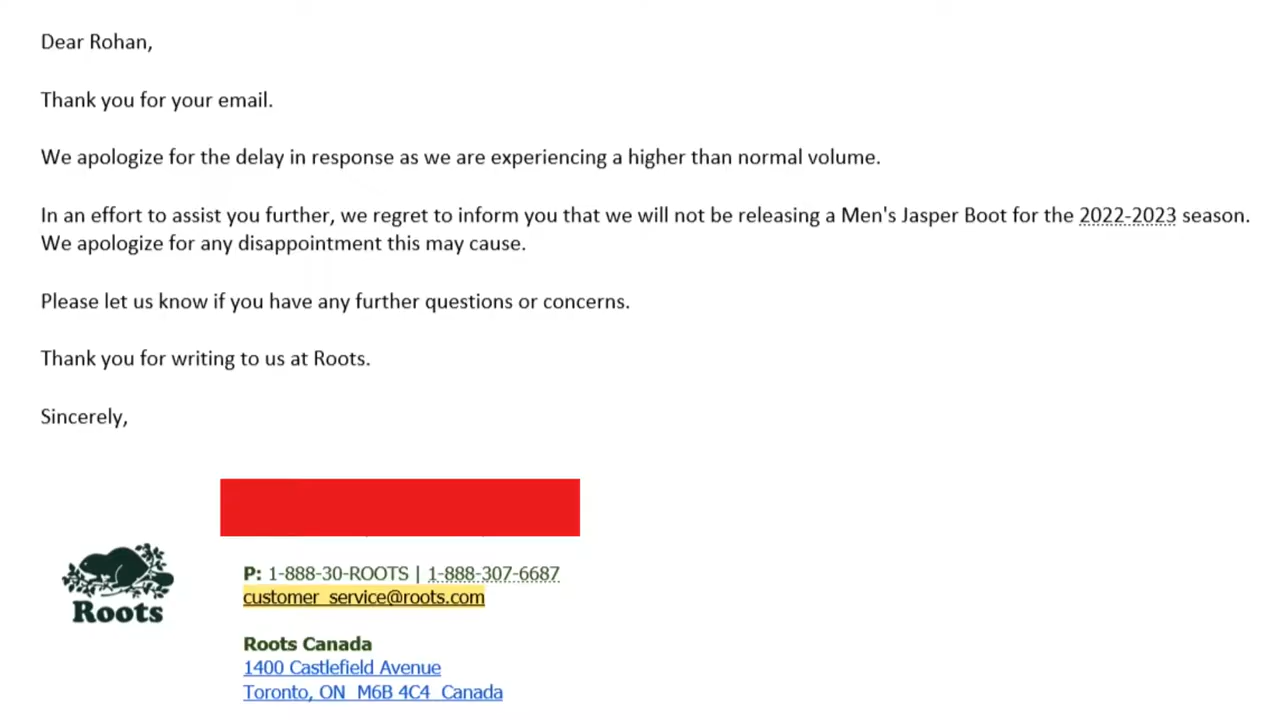 Dear Rohan,
Thank you for your email.
We apologize for the delay in response as we are experiencing a higher than normal volume.
In an effort to assist you further, we regret to inform you that we will not be releasing a Men's Jasper Boot for the 2022-2023 season.
We apologize for any disappointment this may cause.
Please let us know if you have any further questions or concerns.
Thank you for writing to us at Roots.
Sincerely,
Roots
P: 1-888-30-ROOTS | 1-888-307-6687
customer_service@roots.com
Roots Canada
1400 Castlefield Avenue
Toronto, ON M6B 4C4 Canada